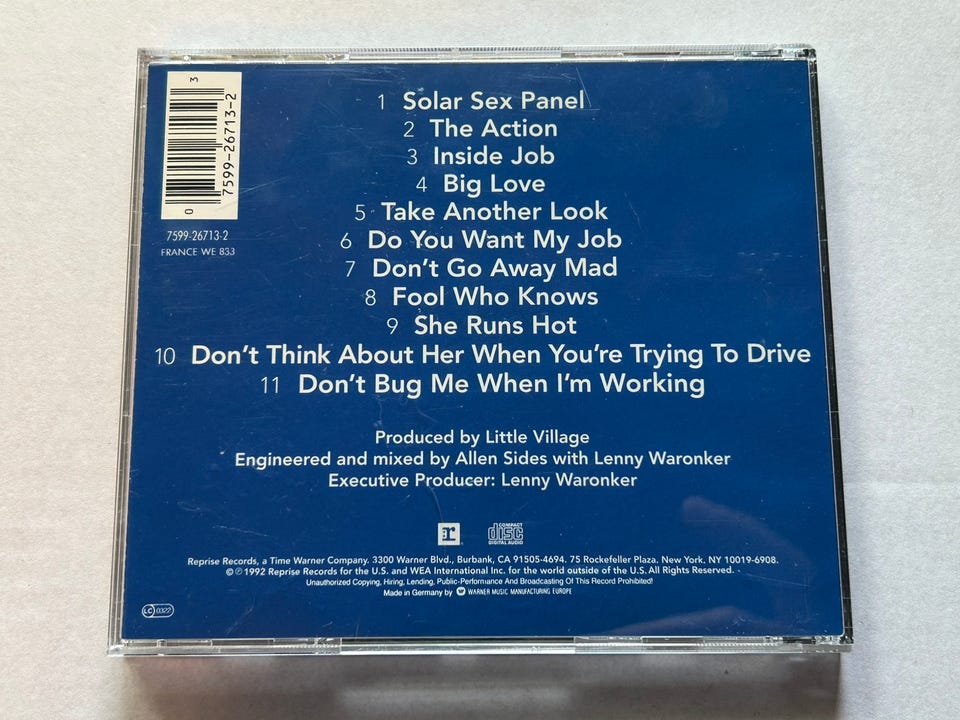 3
7599-26713-2
0
7599-26713-2
FRANCE WE 833
1 Solar Sex Panel
2 The Action
3 Inside Job
4 Big Love
5 Take Another Look
6 Do You Want My Job
7 Don't Go Away Mad
8 Fool Who Knows
9 She Runs Hot
10 Don't Think About Her When You're Trying To Drive
11 Don't Bug Me When I'm Working
Produced by Little Village
Engineered and mixed by Allen Sides with Lenny Waronker
Executive Producer: Lenny Waronker
r
COMPACT
disc
DIGITAL AUDIO
Reprise Records, a Time Warner Company. 3300 Warner Blvd., Burbank, CA 91505-4694. 75 Rockefeller Plaza, New York, NY 10019-6908.
© ℗ 1992 Reprise Records for the U.S. and WEA International Inc. for the world outside of the U.S. All Rights Reserved.
Unauthorized Copying, Hiring, Lending, Public-Performance And Broadcasting Of This Record Prohibited!
Made in Germany by WARNER MUSIC MANUFACTURING EUROPE
LC 0322